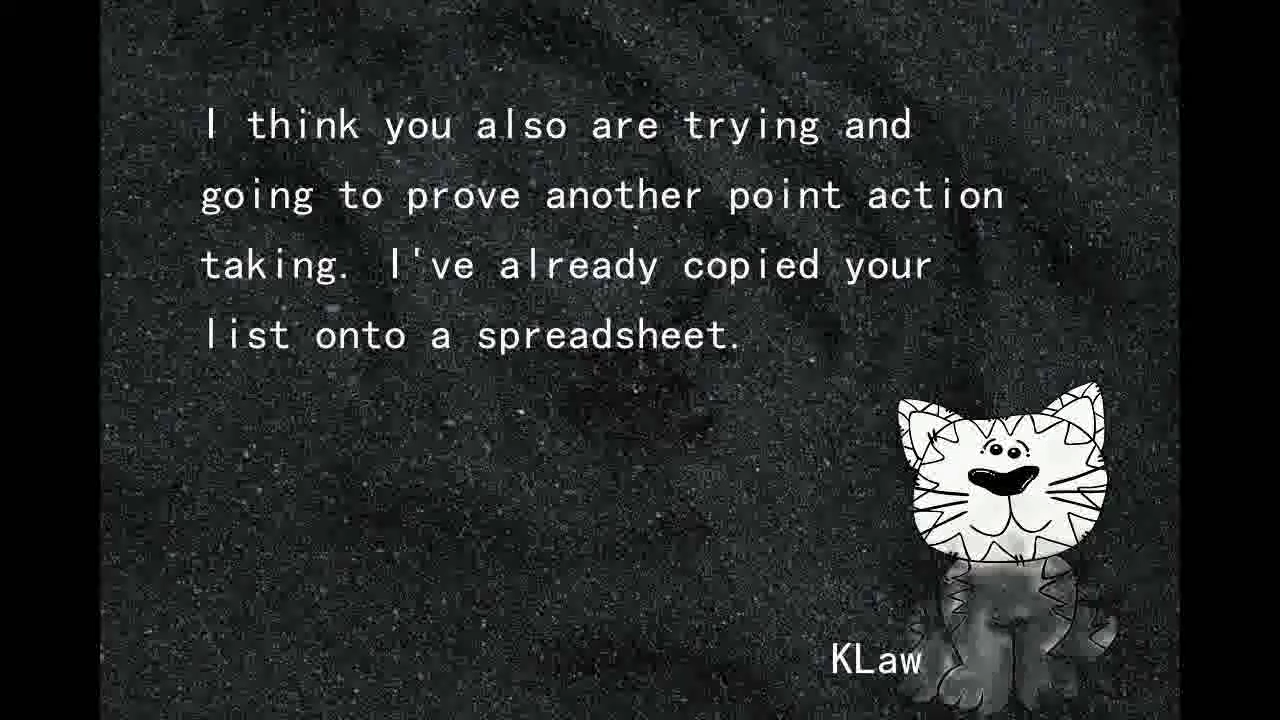 I think you also are trying and
going to prove another point action
taking. I've already copied your
list onto a spreadsheet.
KLaw